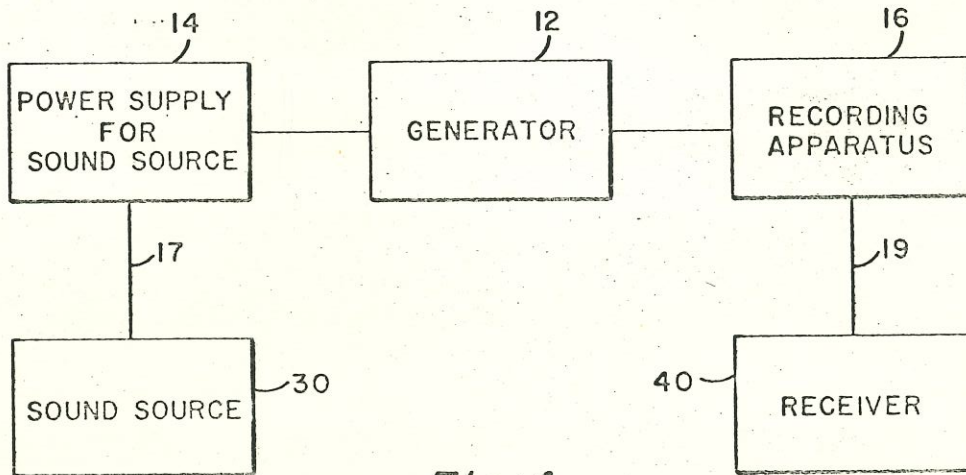 14
12
16
POWER SUPPLY
FOR
SOUND SOURCE
GENERATOR
RECORDING
APPARATUS
17
19
SOUND SOURCE
30
40
RECEIVER